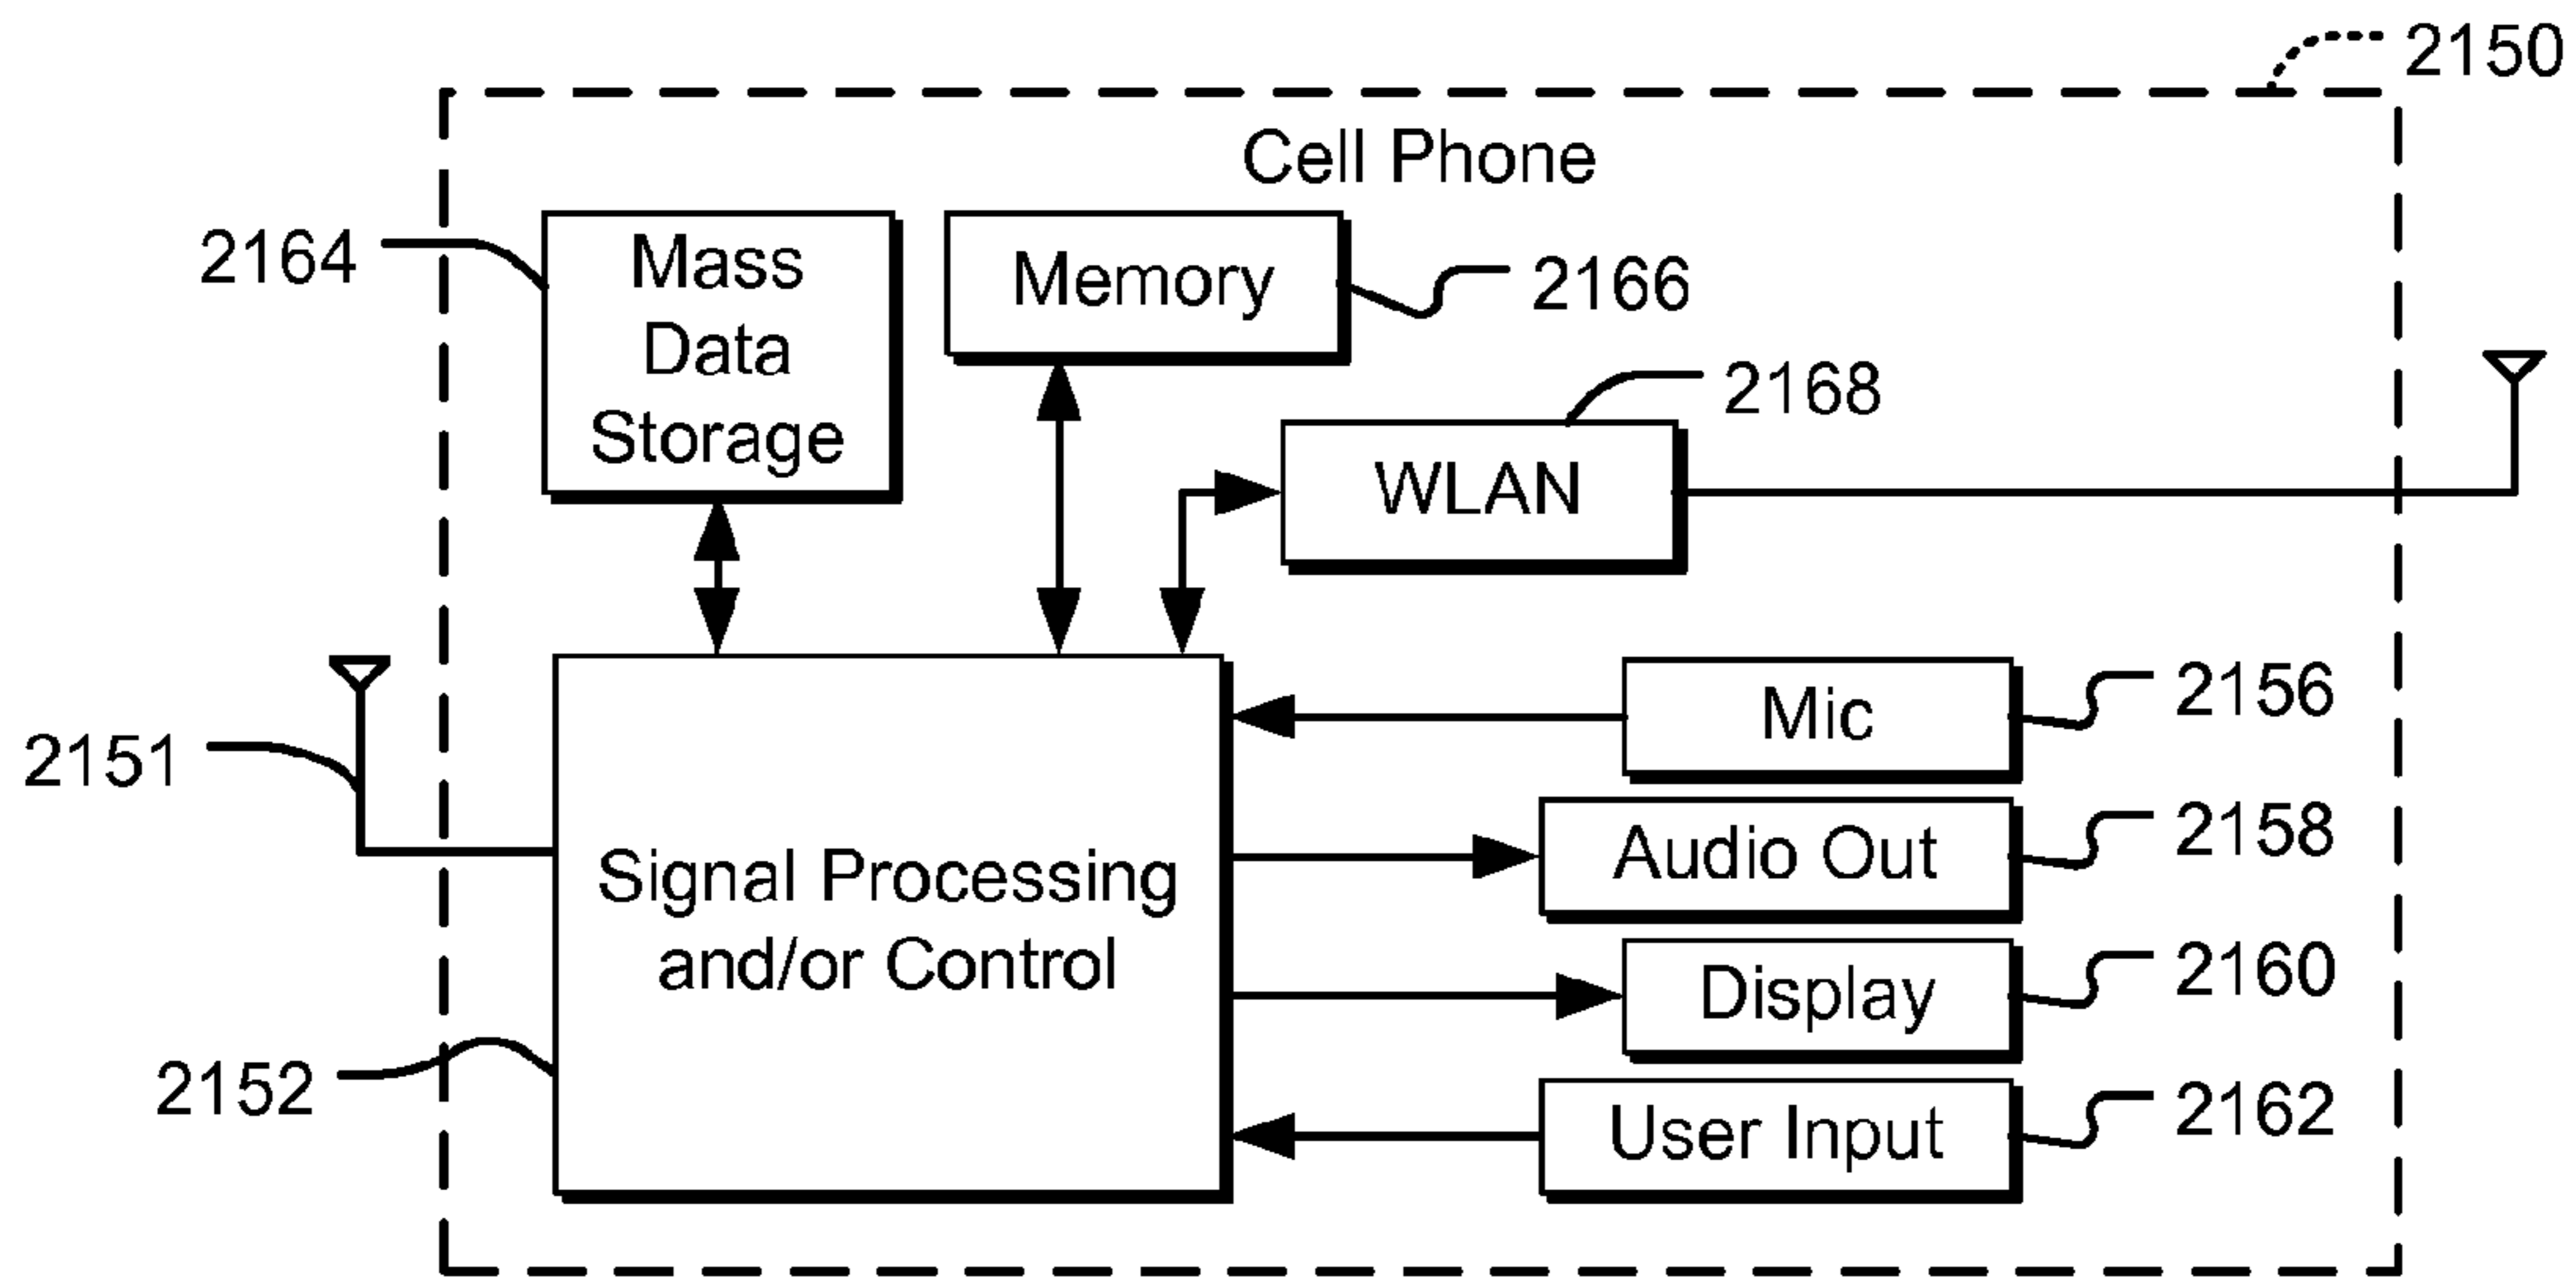 2150
Cell Phone
2164
Mass
Data
Storage
Memory
2166
2168
WLAN
2151
Mic
2156
Audio Out
2158
Signal Processing
and/or Control
Display
2160
2152
User Input
2162